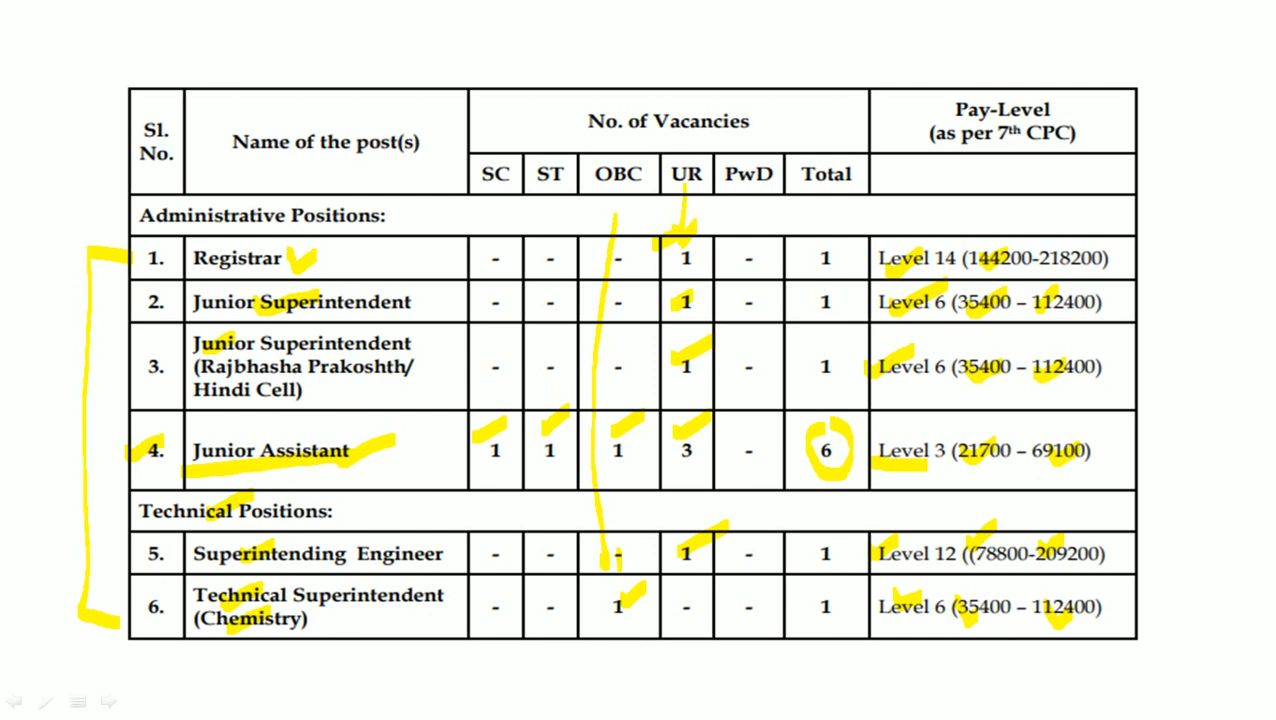 Sl. No. Name of the post(s) No. of Vacancies Pay-Level (as per 7th CPC)
SC ST OBC UR PwD Total
Administrative Positions:
1. Registrar - - - 1 - 1 Level 14 (144200-218200)
2. Junior Superintendent - - - 1 - 1 Level 6 (35400 – 112400)
3. Junior Superintendent (Rajbhasha Prakoshth/ Hindi Cell) - - - 1 - 1 Level 6 (35400 – 112400)
4. Junior Assistant 1 1 1 3 - 6 Level 3 (21700 – 69100)
Technical Positions:
5. Superintending Engineer - - - 1 - 1 Level 12 ((78800-209200)
6. Technical Superintendent (Chemistry) - - 1 - - 1 Level 6 (35400 – 112400)